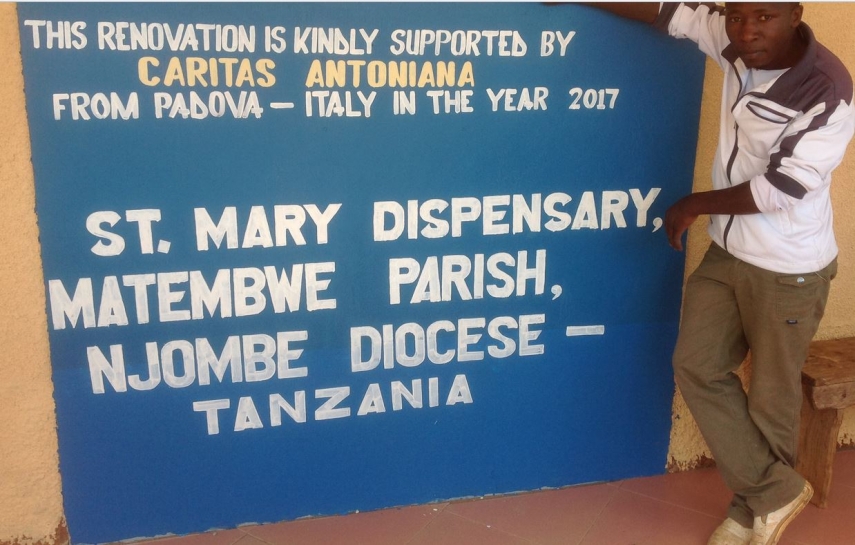 THIS RENOVATION IS KINDLY SUPPORTED BY
CARITAS ANTONIANA
FROM PADOVA — ITALY IN THE YEAR 2017
ST. MARY DISPENSARY,
MATEMBWE PARISH,
NJOMBE DIOCESE —
TANZANIA